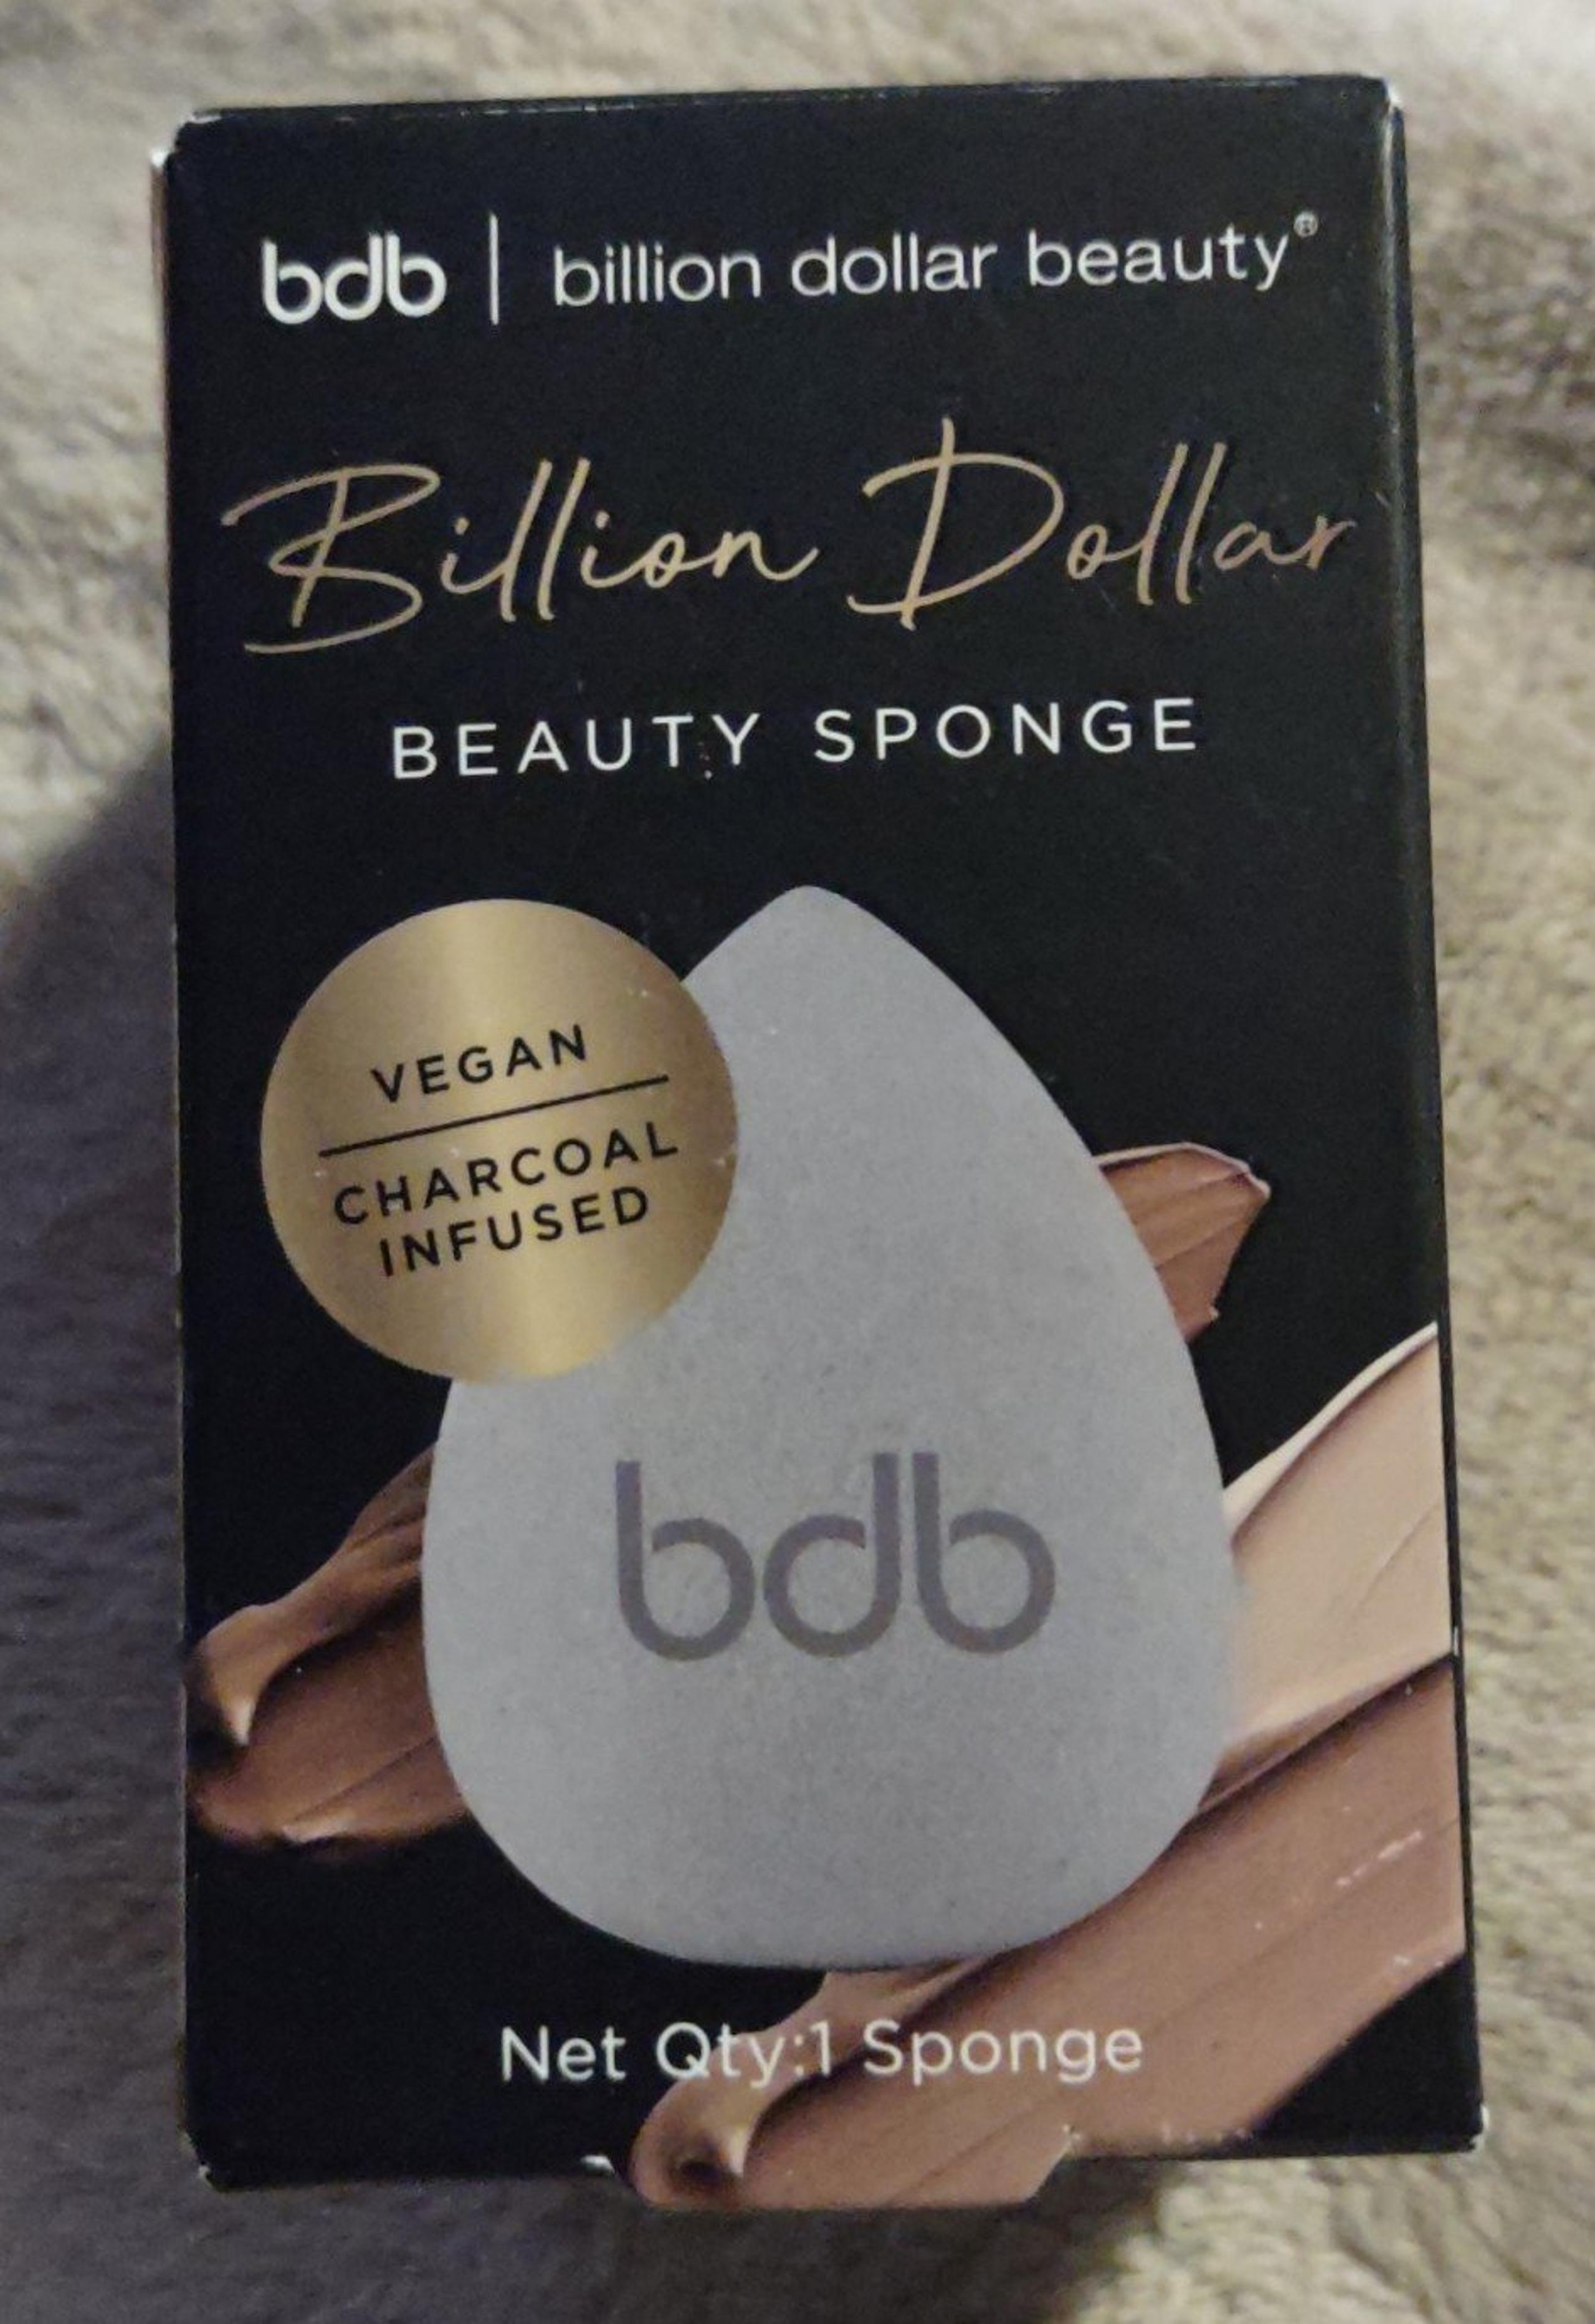 bdb | billion dollar beauty®
Billion Dollar
BEAUTY SPONGE
VEGAN
CHARCOAL
INFUSED
bdb
Net Qty:1 Sponge